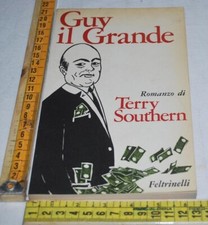 Guy
il Grande
Romanzo di
Terry
Southern
Feltrinelli